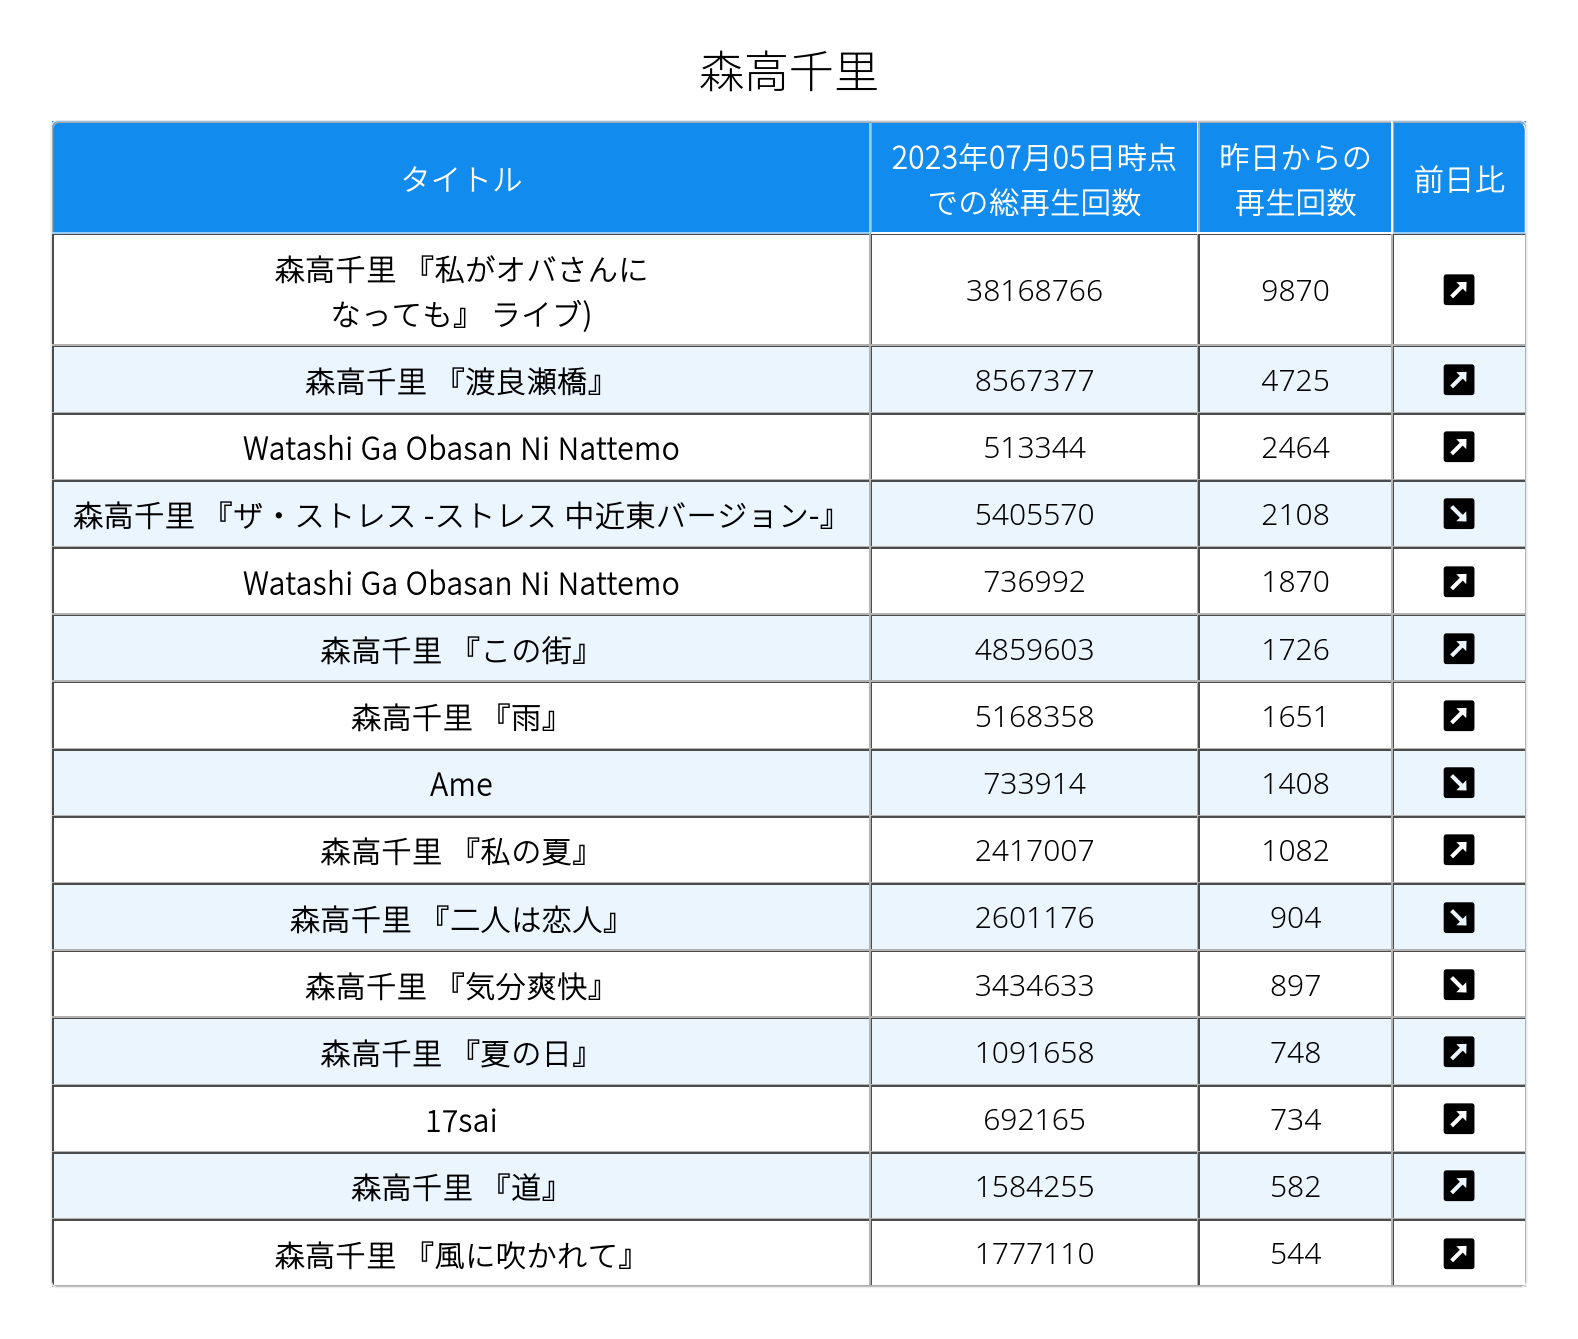 森高千里
タイトル
2023年07月05日時点
での総再生回数
昨日からの
再生回数
前日比
森高千里 『私がオバさんに
なっても』 ライブ)
38168766
9870
森高千里 『渡良瀬橋』
8567377
4725
Watashi Ga Obasan Ni Nattemo
513344
2464
森高千里 『ザ・ストレス -ストレス 中近東バージョン-』
5405570
2108
Watashi Ga Obasan Ni Nattemo
736992
1870
森高千里 『この街』
4859603
1726
森高千里 『雨』
5168358
1651
Ame
733914
1408
森高千里 『私の夏』
2417007
1082
森高千里 『二人は恋人』
2601176
904
森高千里 『気分爽快』
3434633
897
森高千里 『夏の日』
1091658
748
17sai
692165
734
森高千里 『道』
1584255
582
森高千里 『風に吹かれて』
1777110
544